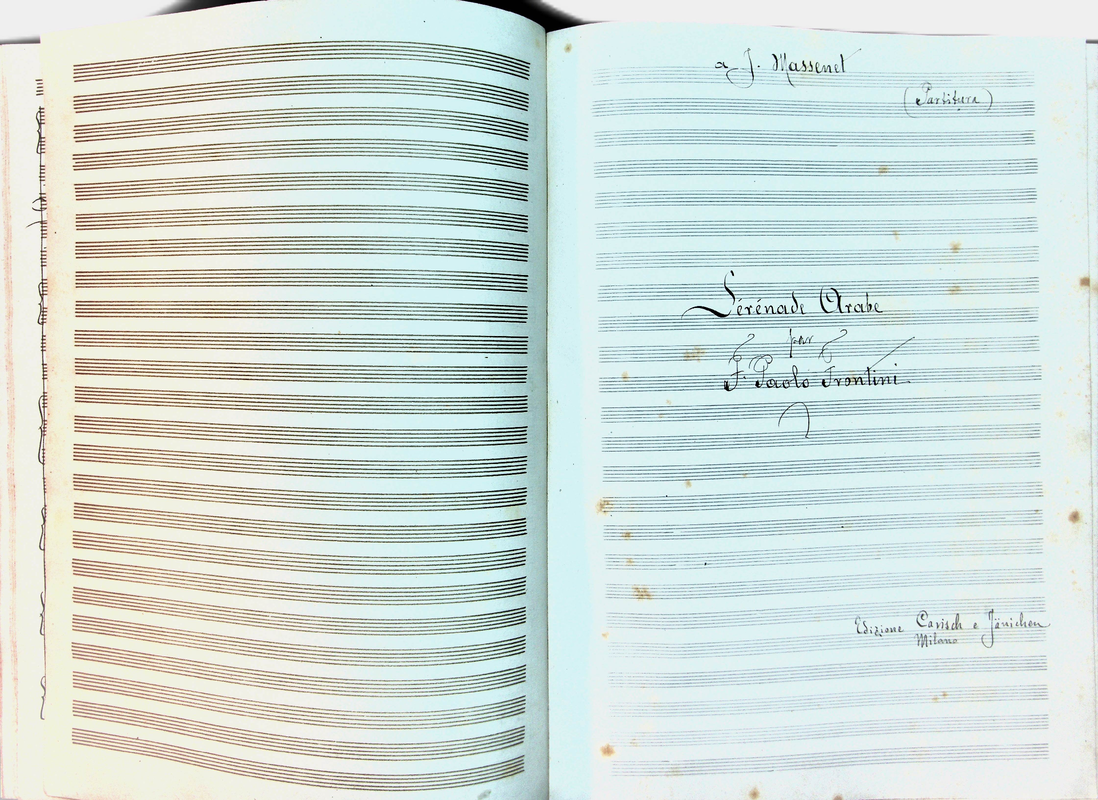 a J. Massenet
(Partitura)
Sérénade Arabe
par
F. Paolo Frontini
Edizione Carisch e Jänichen
Milano